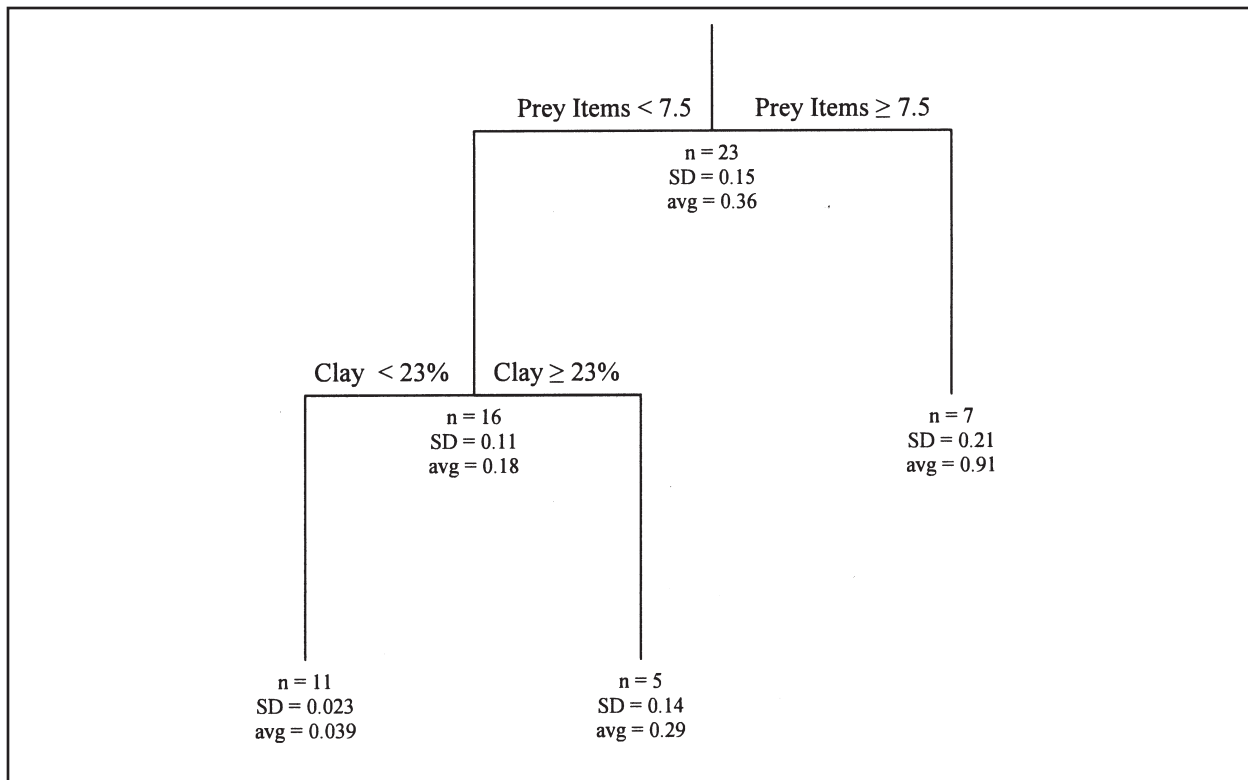 Prey Items < 7.5
Prey Items ≥ 7.5
n = 23
SD = 0.15
avg = 0.36
Clay < 23%
Clay ≥ 23%
n = 16
SD = 0.11
avg = 0.18
n = 7
SD = 0.21
avg = 0.91
n = 11
SD = 0.023
avg = 0.039
n = 5
SD = 0.14
avg = 0.29